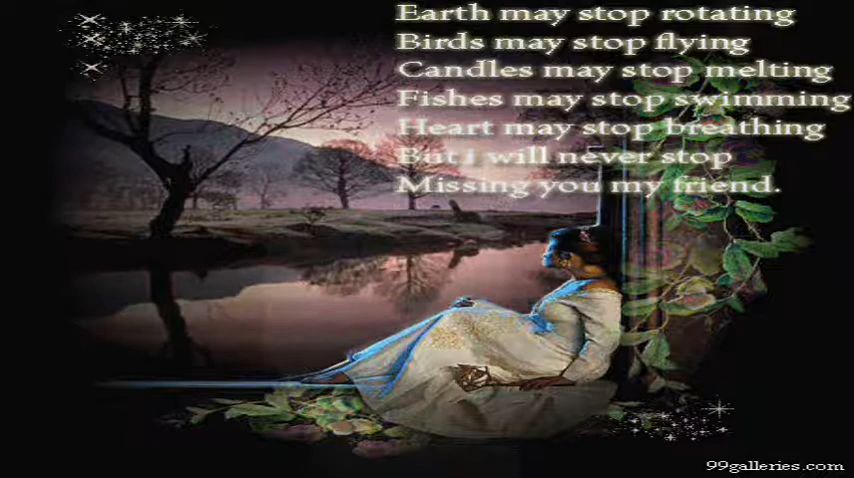 Earth may stop rotating
Birds may stop flying
Candles may stop melting
Fishes may stop swimming
Heart may stop breathing
But i will never stop
Missing you my friend.
99galleries.com